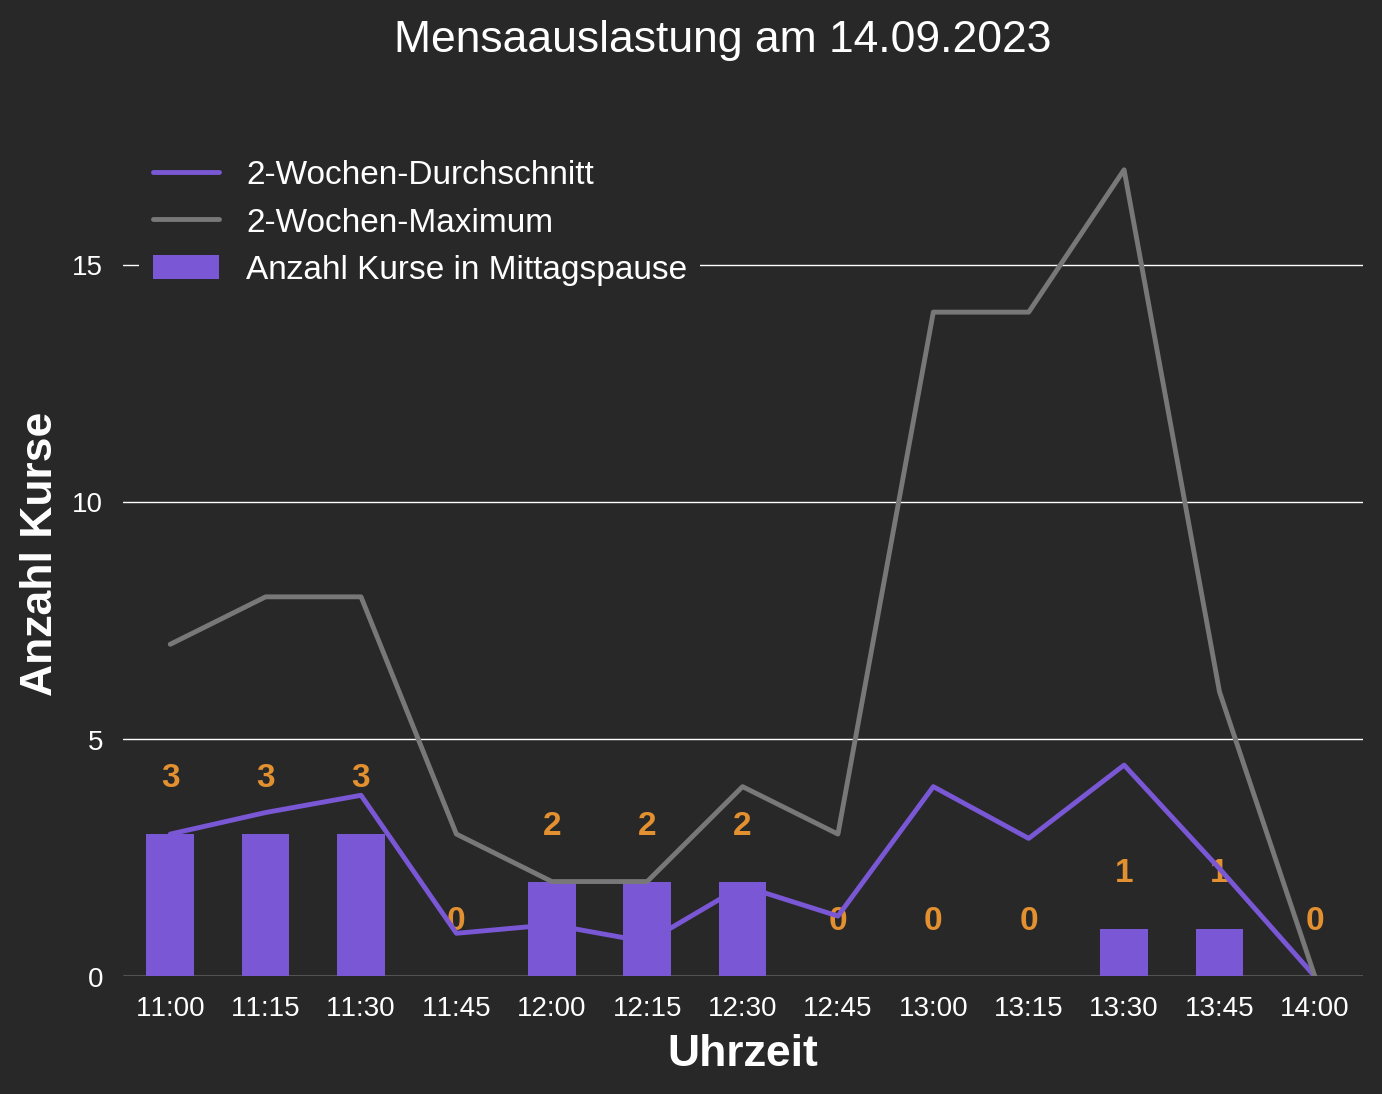 Mensaauslastung am 14.09.2023
2-Wochen-Durchschnitt
2-Wochen-Maximum
Anzahl Kurse in Mittagspause
Anzahl Kurse
15
10
5
0
3 3 3 0 2 2 2 0 0 0 1 1 0
11:00 11:15 11:30 11:45 12:00 12:15 12:30 12:45 13:00 13:15 13:30 13:45 14:00
Uhrzeit